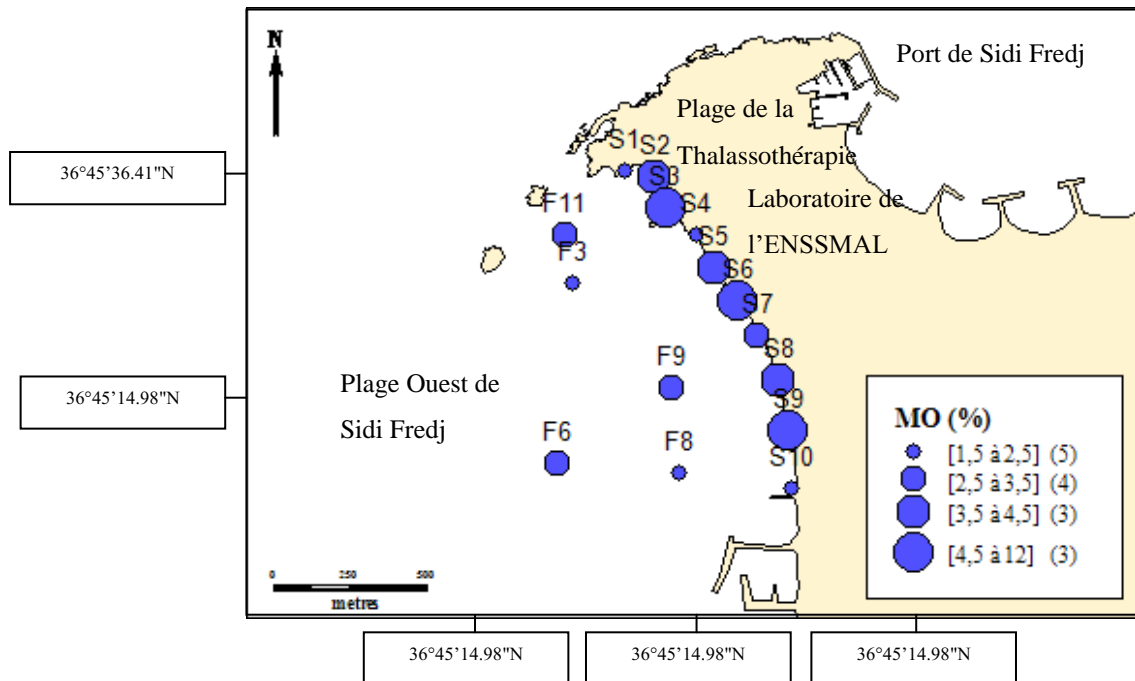 N
Port de Sidi Fredj
Plage de la
Thalassothérapie
Laboratoire de
l'ENSSMAL
36°45'36.41"N
S1
S2
S3
S4
S5
S6
S7
S8
S9
S10
F11
F3
F9
F6
F8
36°45'14.98"N
Plage Ouest de
Sidi Fredj
MO (%)
[1,5 à 2,5] (5)
[2,5 à 3,5] (4)
[3,5 à 4,5] (3)
[4,5 à 12] (3)
0 250 500
metres
36°45'14.98"N
36°45'14.98"N
36°45'14.98"N